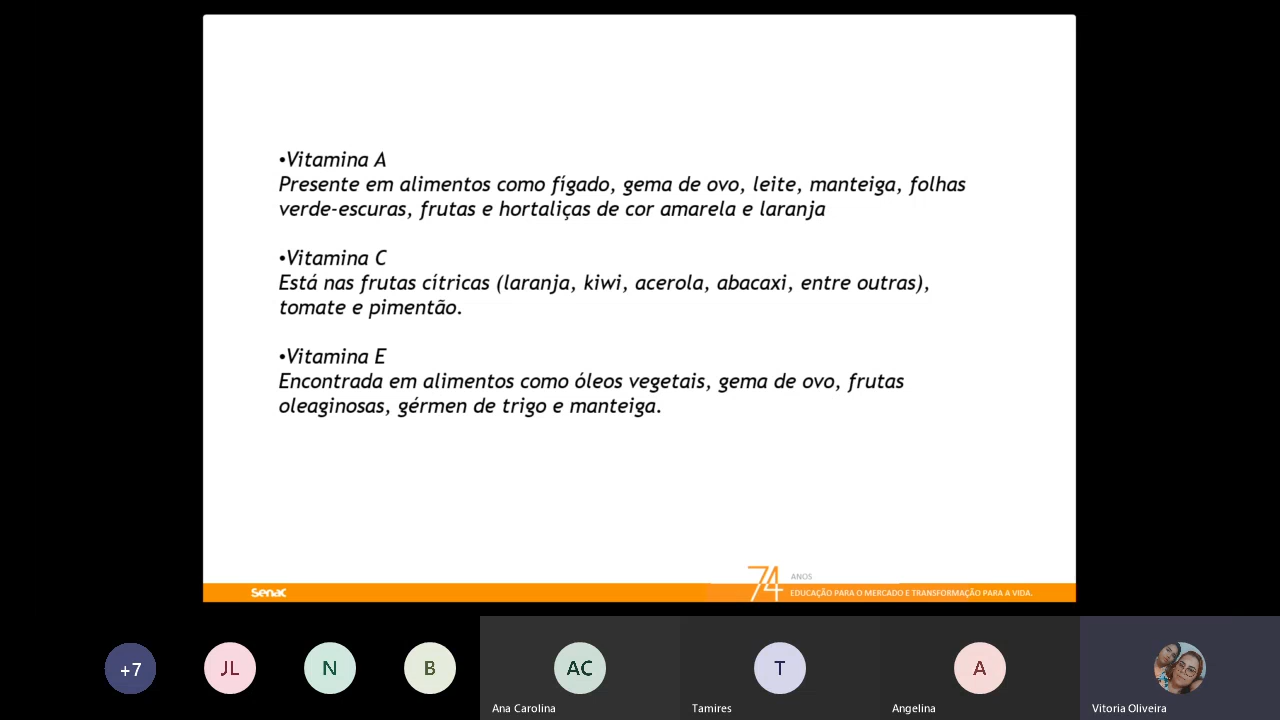 •Vitamina A
Presente em alimentos como fígado, gema de ovo, leite, manteiga, folhas
verde-escuras, frutas e hortaliças de cor amarela e laranja
•Vitamina C
Está nas frutas cítricas (laranja, kiwi, acerola, abacaxi, entre outras),
tomate e pimentão.
•Vitamina E
Encontrada em alimentos como óleos vegetais, gema de ovo, frutas
oleaginosas, gérmen de trigo e manteiga.
Senac
74 ANOS
EDUCAÇÃO PARA O MERCADO E TRANSFORMAÇÃO PARA A VIDA.
+7
JL
N
B
AC
T
A
Ana Carolina
Tamires
Angelina
Vitoria Oliveira